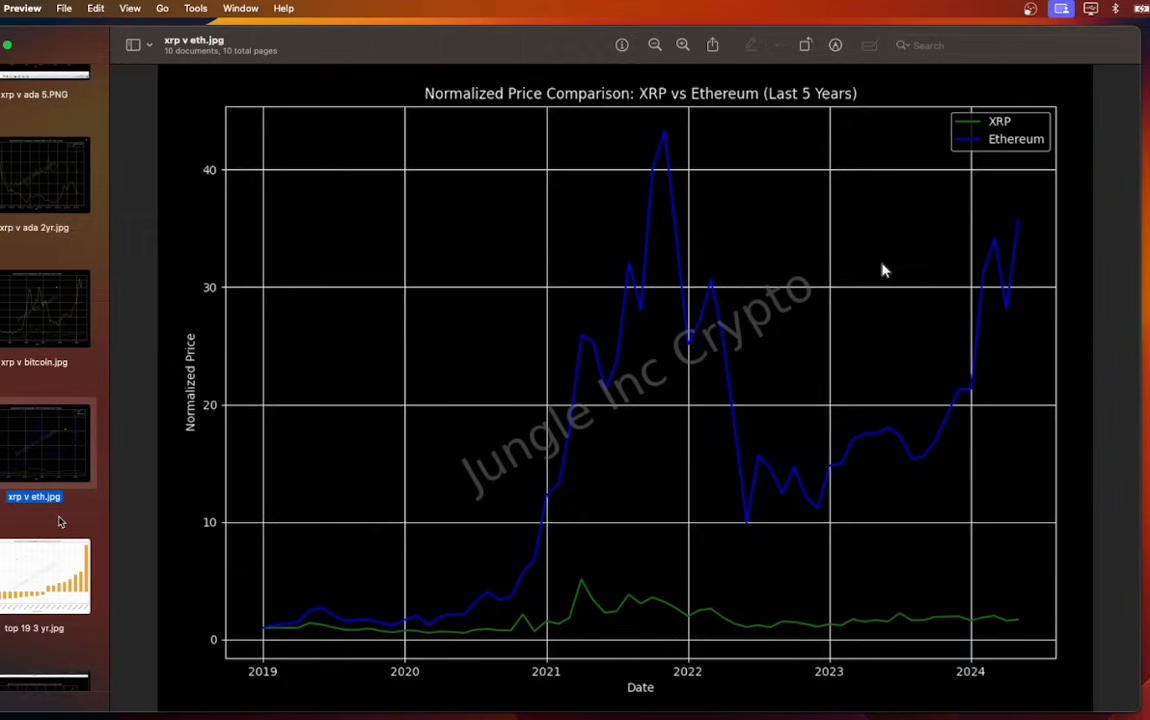 Preview File Edit View Go Tools Window Help
xrp v eth.jpg
10 documents, 10 total pages
Search
xrp v ada 5.PNG
xrp v ada 2yr.jpg
xrp v bitcoin.jpg
xrp v eth.jpg
top 19 3 yr.jpg
Normalized Price Comparison: XRP vs Ethereum (Last 5 Years)
XRP
Ethereum
40
30
20
10
0
Normalized Price
Jungle Inc Crypto
2019 2020 2021 2022 2023 2024
Date